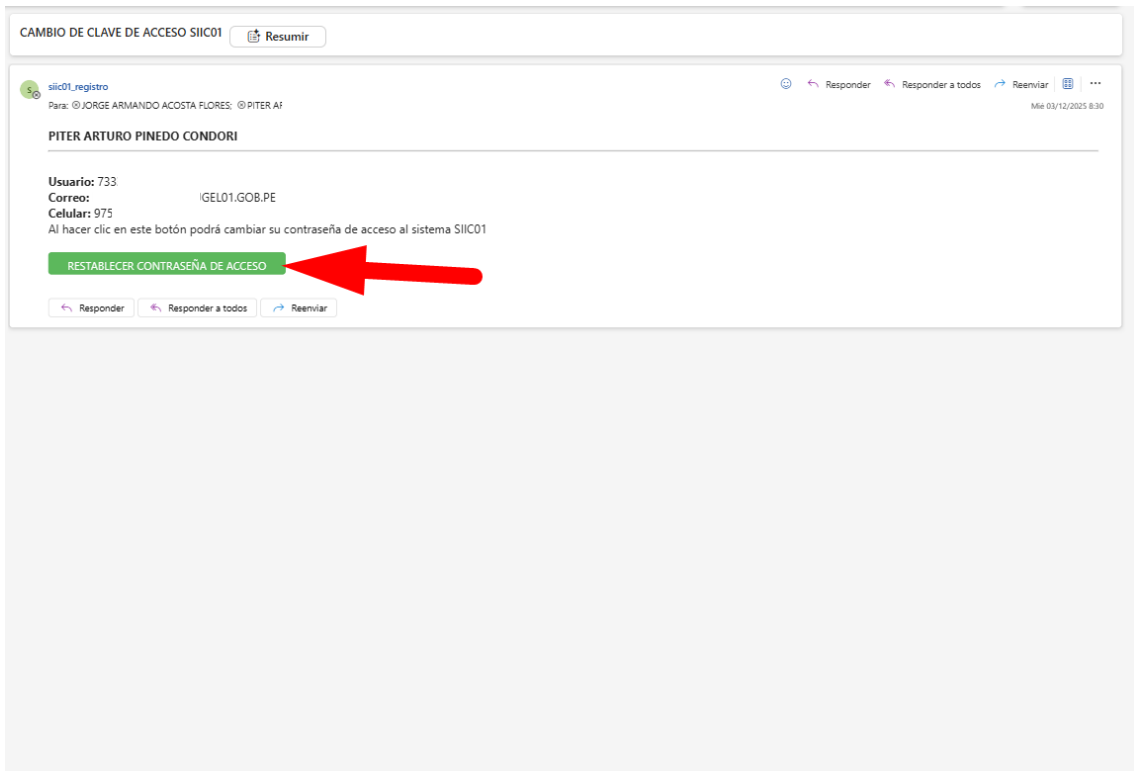 CAMBIO DE CLAVE DE ACCESO SIIC01 Resumir
S siic01_registro Responder Responder a todos Reenviar
Para: JORGE ARMANDO ACOSTA FLORES; PITER AF
Mié 03/12/2025 8:30
PITER ARTURO PINEDO CONDORI
Usuario: 733
Correo: IGEL01.GOB.PE
Celular: 975
Al hacer clic en este botón podrá cambiar su contraseña de acceso al sistema SIIC01
RESTABLECER CONTRASEÑA DE ACCESO
Responder Responder a todos Reenviar